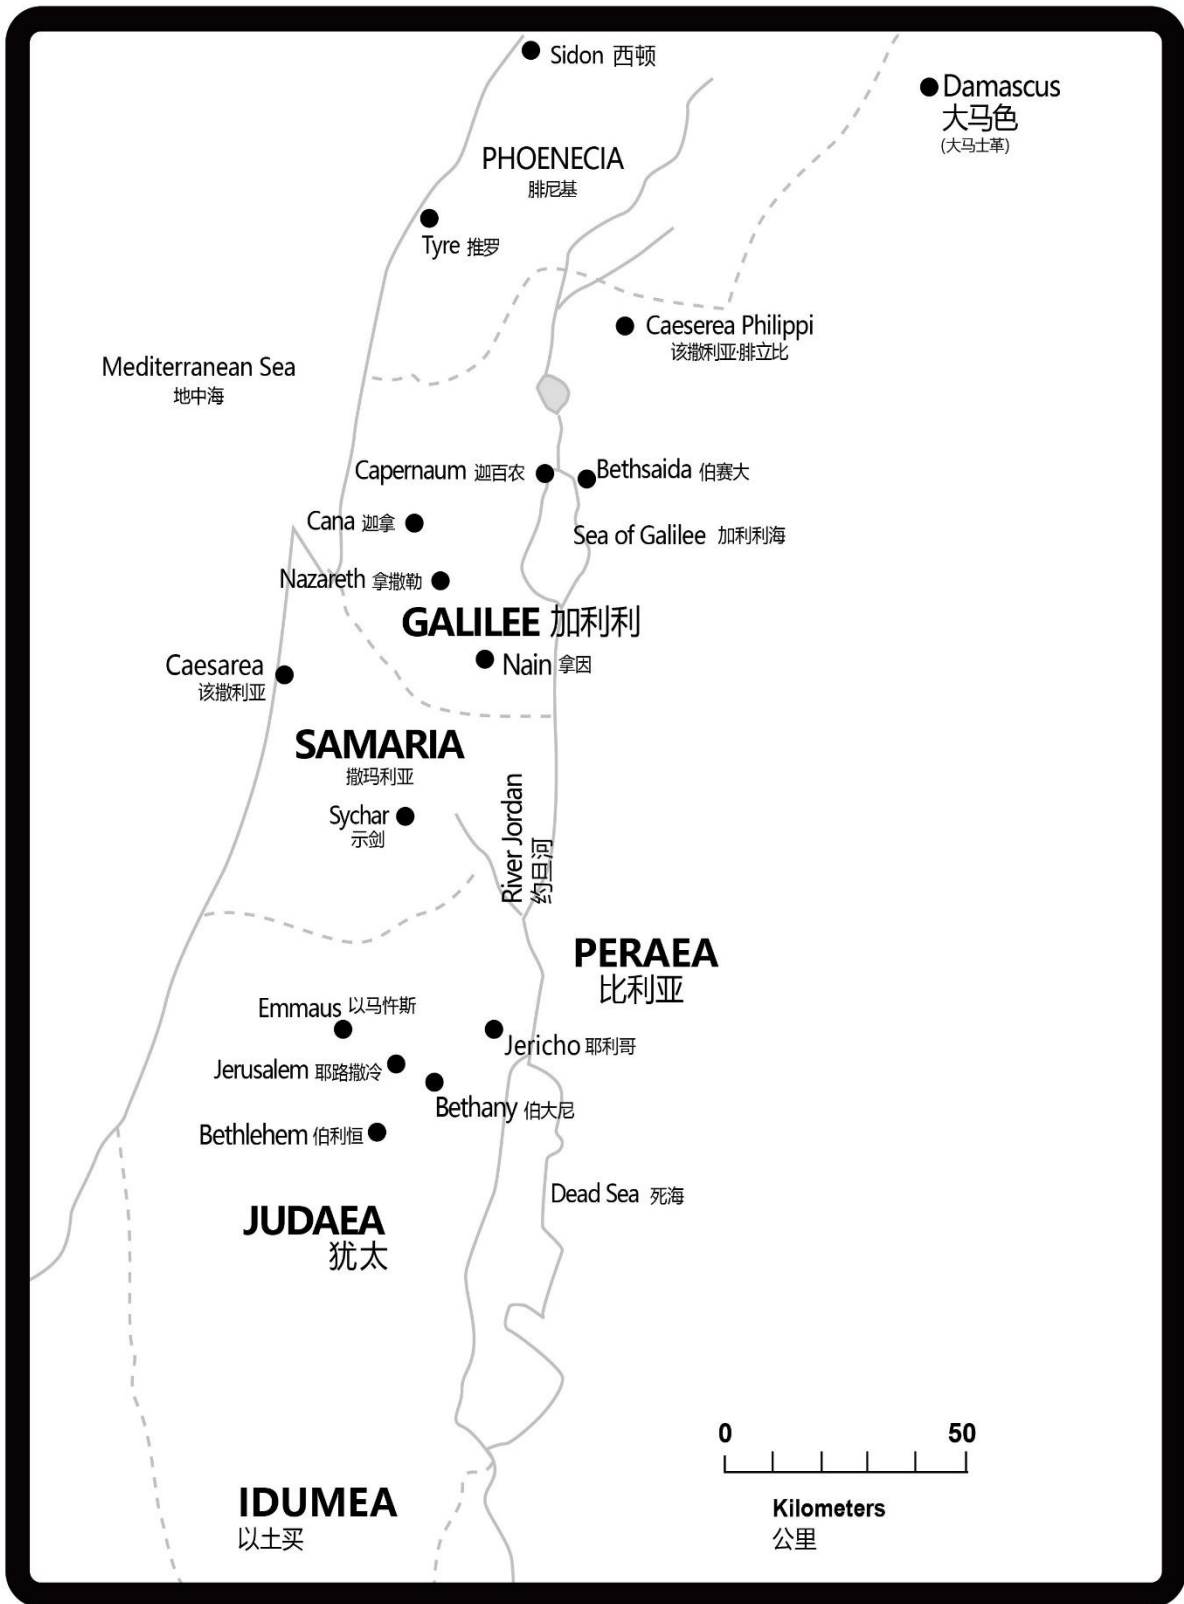 Sidon 西顿
Damascus
大马色
(大马士革)
PHOENECIA
腓尼基
Tyre 推罗
Caeserea Philippi
该撒利亚·腓立比
Mediterranean Sea
地中海
Capernaum 迦百农
Bethsaida 伯赛大
Cana 迦拿
Sea of Galilee 加利利海
Nazareth 拿撒勒
GALILEE 加利利
Nain 拿因
Caesarea
该撒利亚
SAMARIA
撒玛利亚
Sychar
示剑
River Jordan
约旦河
PERAEA
比利亚
Emmaus 以马忤斯
Jericho 耶利哥
Jerusalem 耶路撒冷
Bethany 伯大尼
Bethlehem 伯利恒
Dead Sea 死海
JUDAEA
犹太
0 50
Kilometers
公里
IDUMEA
以土买